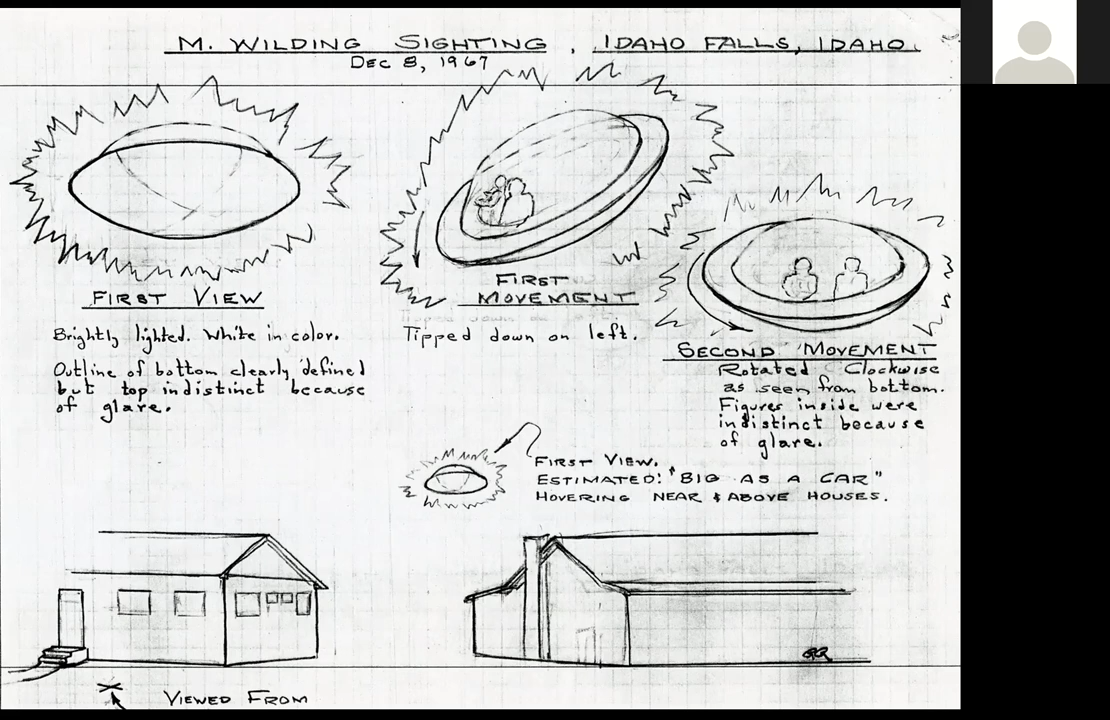 M. WILDING SIGHTING, IDAHO FALLS, IDAHO.
DEC 8, 1967
FIRST VIEW
Brightly lighted. White in color.
Outline of bottom clearly defined
but top indistinct because
of glare.
FIRST
MOVEMENT
Tipped down on left.
SECOND MOVEMENT
Rotated Clockwise
as seen from bottom.
Figures inside were
indistinct because
of glare.
FIRST VIEW.
ESTIMATED: "BIG AS A CAR"
HOVERING NEAR & ABOVE HOUSES.
VIEWED FROM